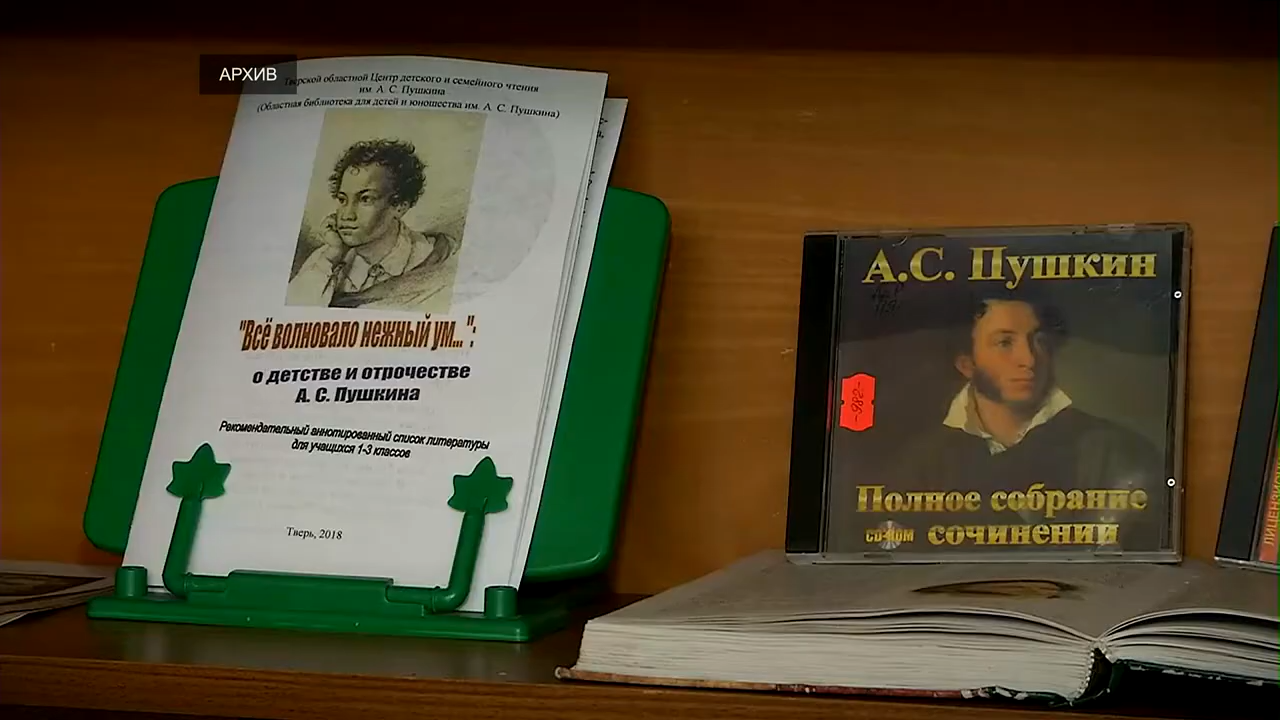 АРХИВ
Тверской областной Центр детского и семейного чтения
им. А. С. Пушкина
(Областная библиотека для детей и юношества им. А. С. Пушкина)
"Всё волновало нежный ум... ":
о детстве и отрочестве
А. С. Пушкина
Рекомендательный аннотированный список литературы
для учащихся 1-3 классов
Тверь, 2018
А.С. Пушкин
-982-
Полное собрание
CD-ROM сочинений